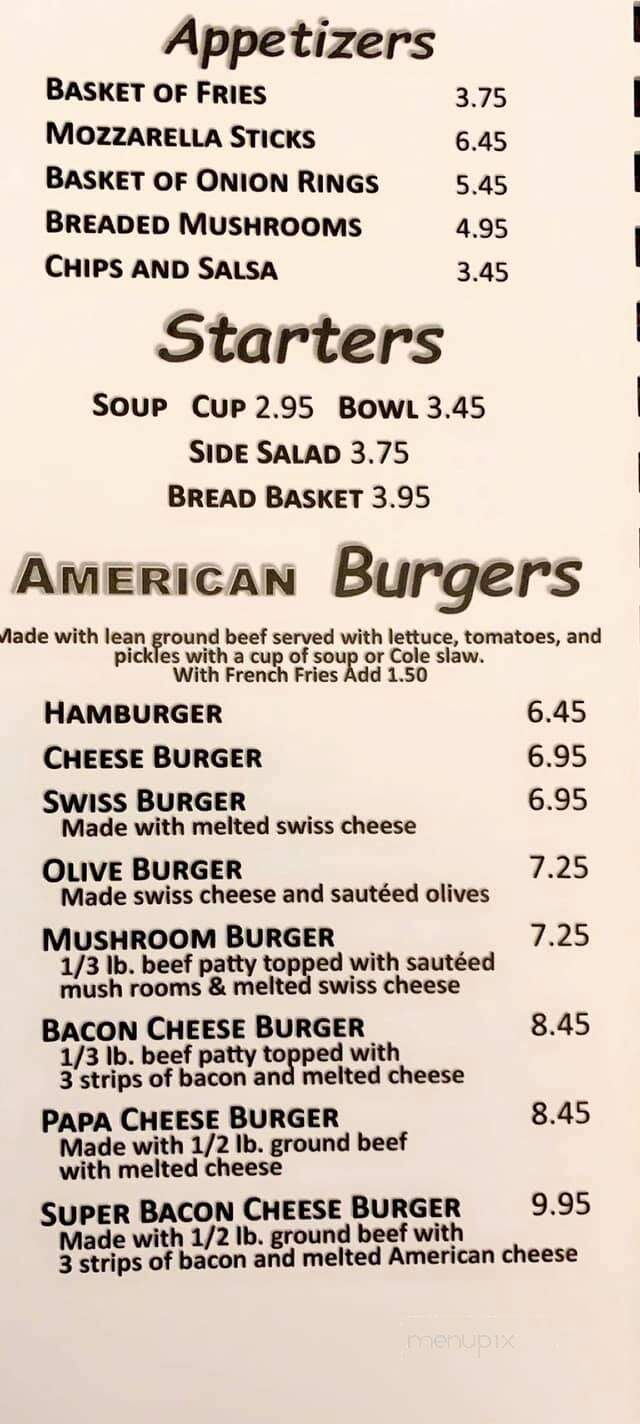 Appetizers
BASKET OF FRIES 3.75
MOZZARELLA STICKS 6.45
BASKET OF ONION RINGS 5.45
BREADED MUSHROOMS 4.95
CHIPS AND SALSA 3.45
Starters
SOUP CUP 2.95 BOWL 3.45
SIDE SALAD 3.75
BREAD BASKET 3.95
AMERICAN Burgers
Made with lean ground beef served with lettuce, tomatoes, and
pickles with a cup of soup or Cole slaw.
With French Fries Add 1.50
HAMBURGER 6.45
CHEESE BURGER 6.95
SWISS BURGER 6.95
Made with melted swiss cheese
OLIVE BURGER 7.25
Made swiss cheese and sautéed olives
MUSHROOM BURGER 7.25
1/3 lb. beef patty topped with sautéed
mush rooms & melted swiss cheese
BACON CHEESE BURGER 8.45
1/3 lb. beef patty topped with
3 strips of bacon and melted cheese
PAPA CHEESE BURGER 8.45
Made with 1/2 lb. ground beef
with melted cheese
SUPER BACON CHEESE BURGER 9.95
Made with 1/2 lb. ground beef with
3 strips of bacon and melted American cheese
menupix